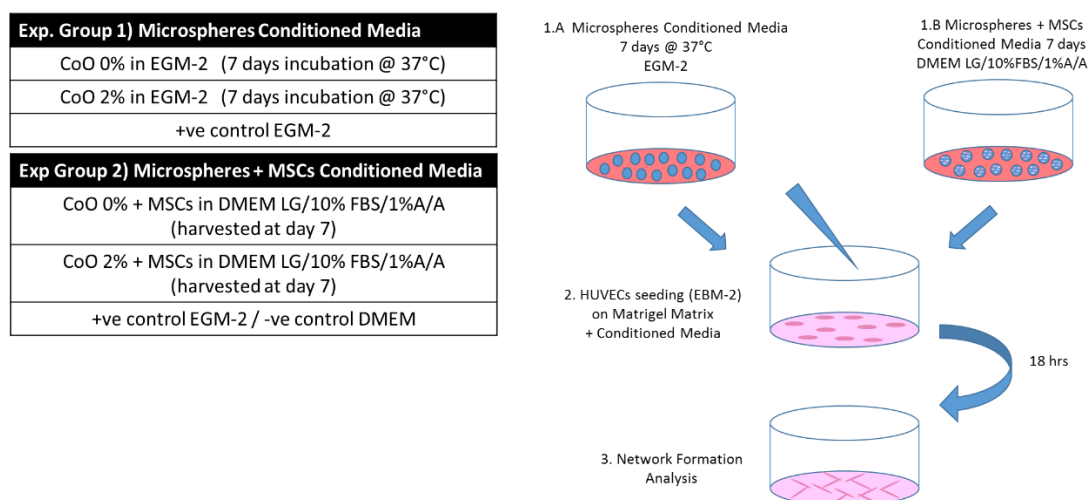 Exp. Group 1) Microspheres Conditioned Media
CoO 0% in EGM-2 (7 days incubation @ 37°C)
CoO 2% in EGM-2 (7 days incubation @ 37°C)
+ve control EGM-2
Exp Group 2) Microspheres + MSCs Conditioned Media
CoO 0% + MSCs in DMEM LG/10% FBS/1%A/A
(harvested at day 7)
CoO 2% + MSCs in DMEM LG/10% FBS/1%A/A
(harvested at day 7)
+ve control EGM-2 / -ve control DMEM
1.A Microspheres Conditioned Media
7 days @ 37°C
EGM-2
1.B Microspheres + MSCs
Conditioned Media 7 days
DMEM LG/10%FBS/1%A/A
2. HUVECs seeding (EBM-2)
on Matrigel Matrix
+ Conditioned Media
18 hrs
3. Network Formation
Analysis